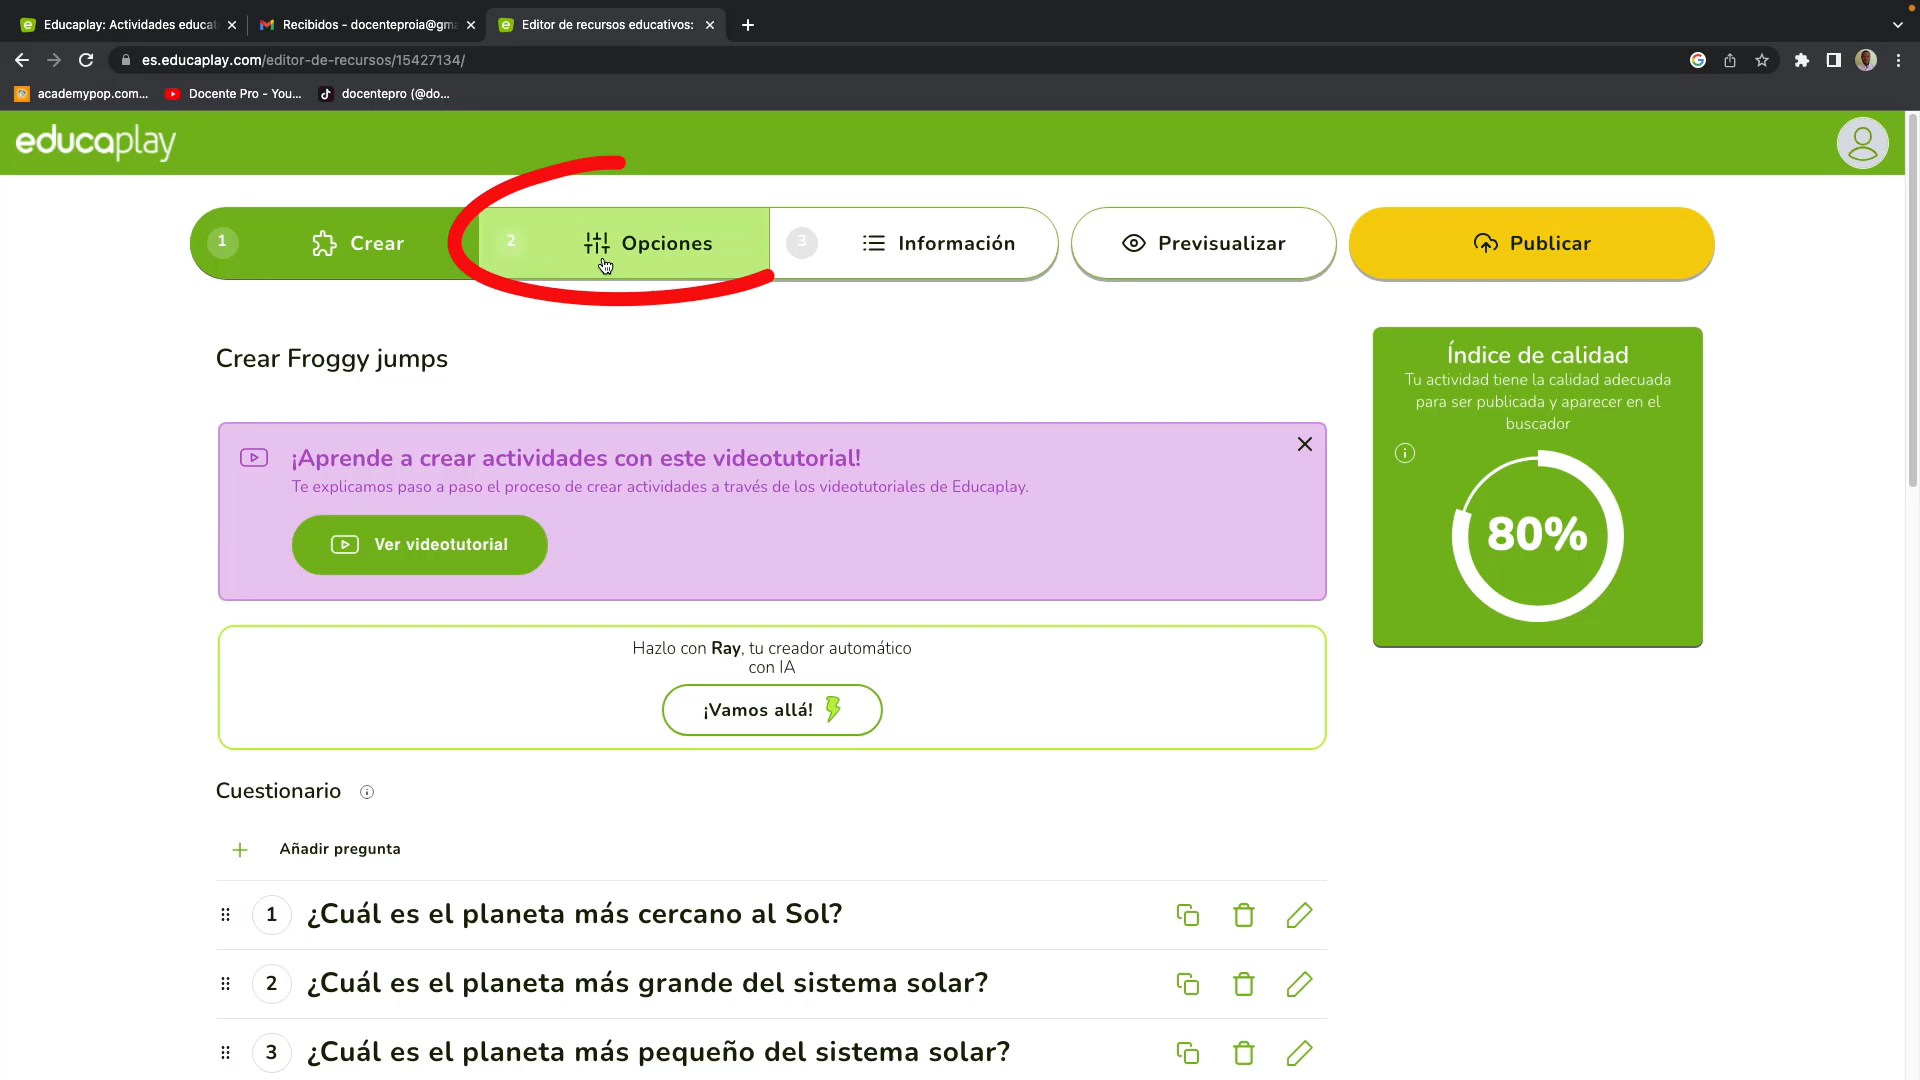 Educaplay: Actividades educat
Recibidos - docenteproia@gma
Editor de recursos educativos:
es.educaplay.com/editor-de-recursos/15427134/
academypop.com...
Docente Pro - You...
docentepro (@do...
educaplay
1 Crear
2 Opciones
3 Información
Previsualizar
Publicar
Crear Froggy jumps
¡Aprende a crear actividades con este videotutorial!
Te explicamos paso a paso el proceso de crear actividades a través de los videotutoriales de Educaplay.
Ver videotutorial
Índice de calidad
Tu actividad tiene la calidad adecuada
para ser publicada y aparecer en el
buscador
80%
Hazlo con Ray, tu creador automático
con IA
¡Vamos allá!
Cuestionario
Añadir pregunta
1 ¿Cuál es el planeta más cercano al Sol?
2 ¿Cuál es el planeta más grande del sistema solar?
3 ¿Cuál es el planeta más pequeño del sistema solar?